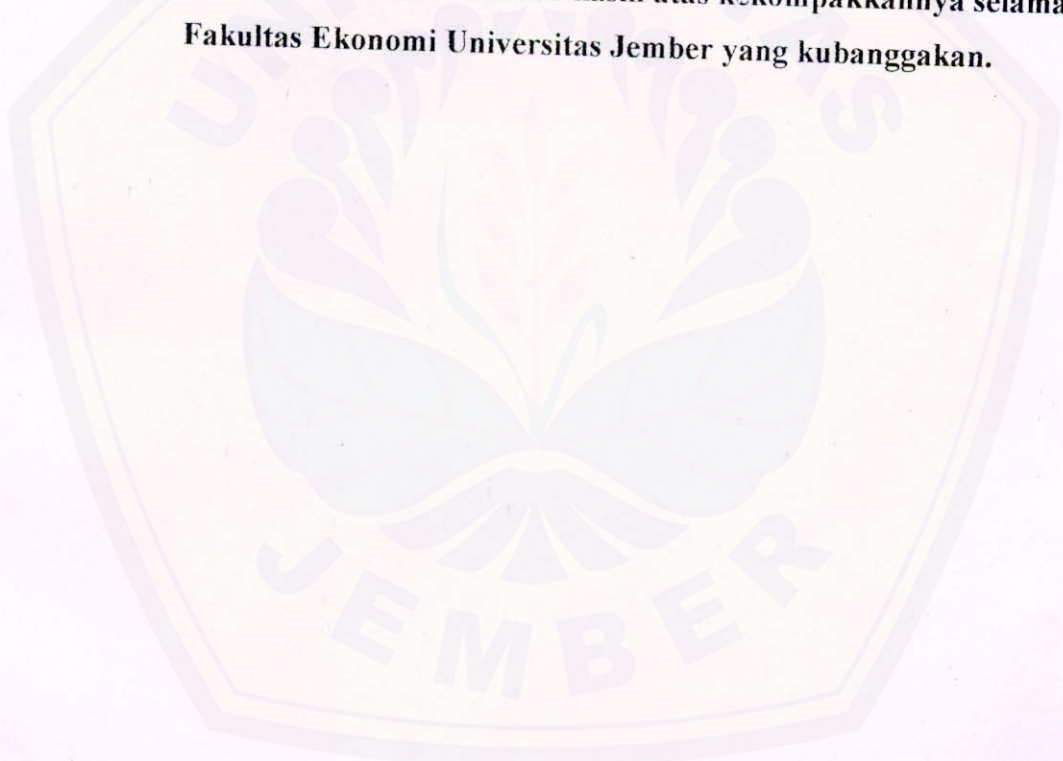 atas kekompakkannya selama
Fakultas Ekonomi Universitas Jember yang kubanggakan.
JEMBER